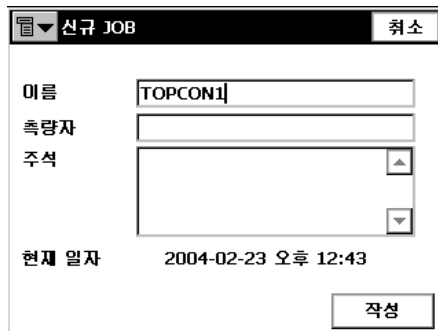 신규 JOB 취소
이름 TOPCON1
측량자
주석
현재 일자 2004-02-23 오후 12:43
작성